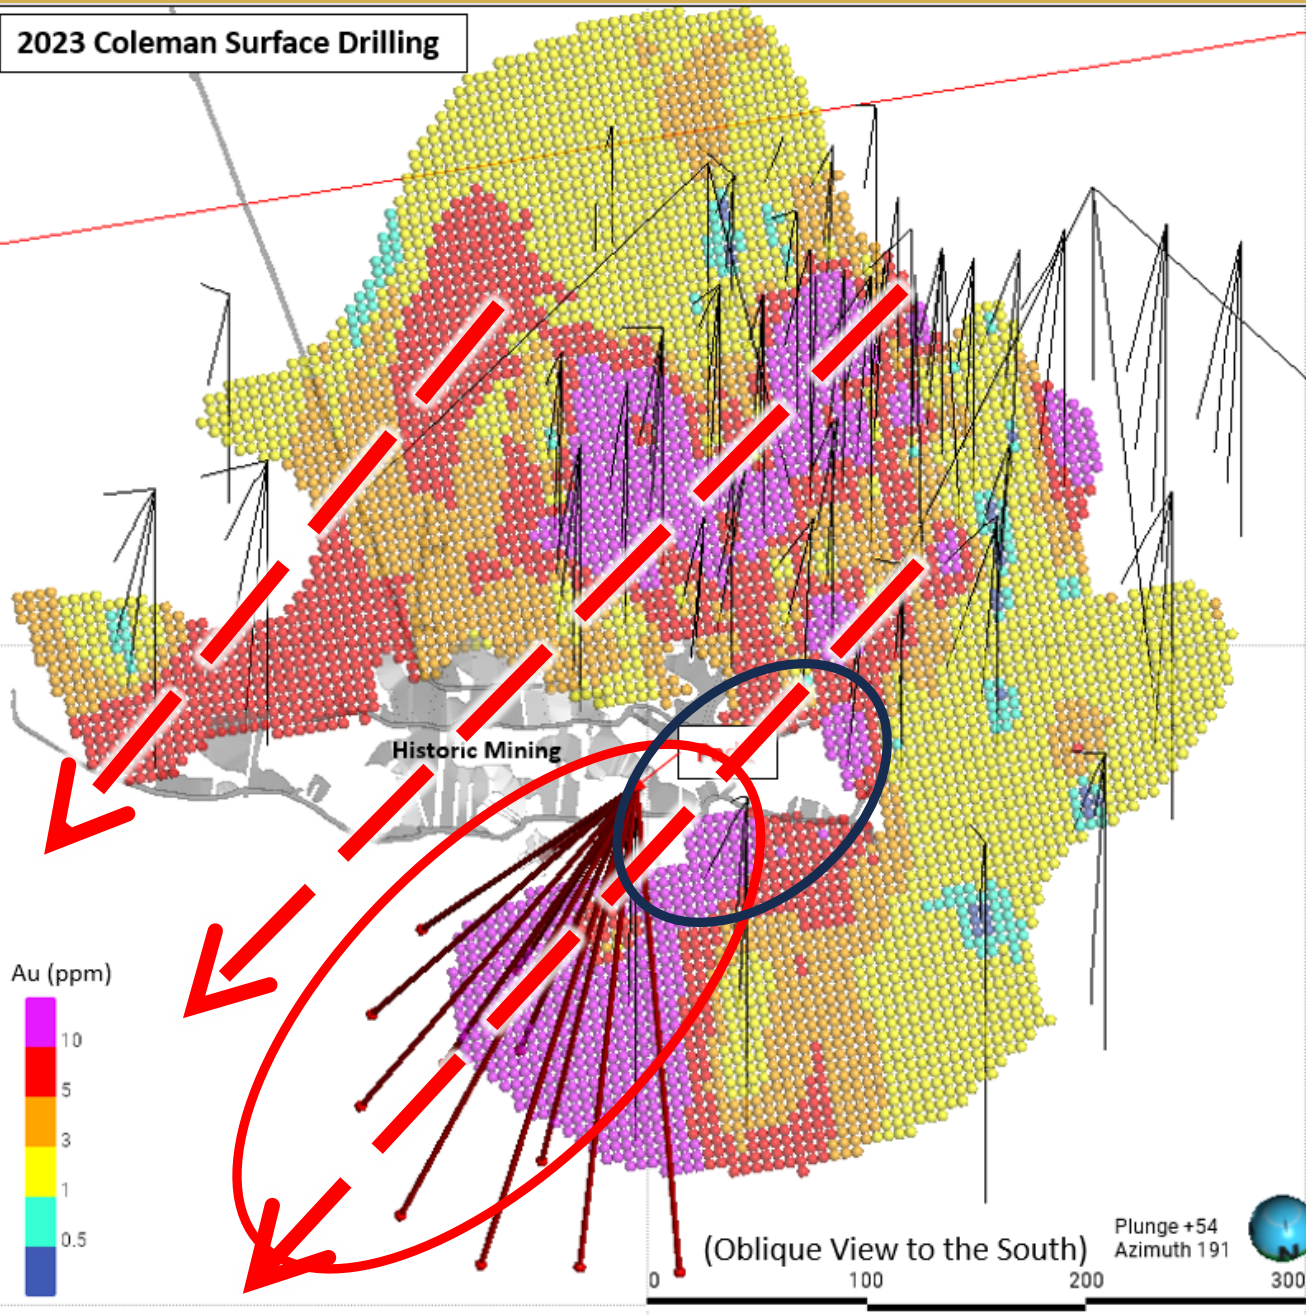 2023 Coleman Surface Drilling
Historic Mining
Au (ppm)
10
5
3
1
0.5
(Oblique View to the South)
Plunge +54
Azimuth 191
N
0 100 200 300